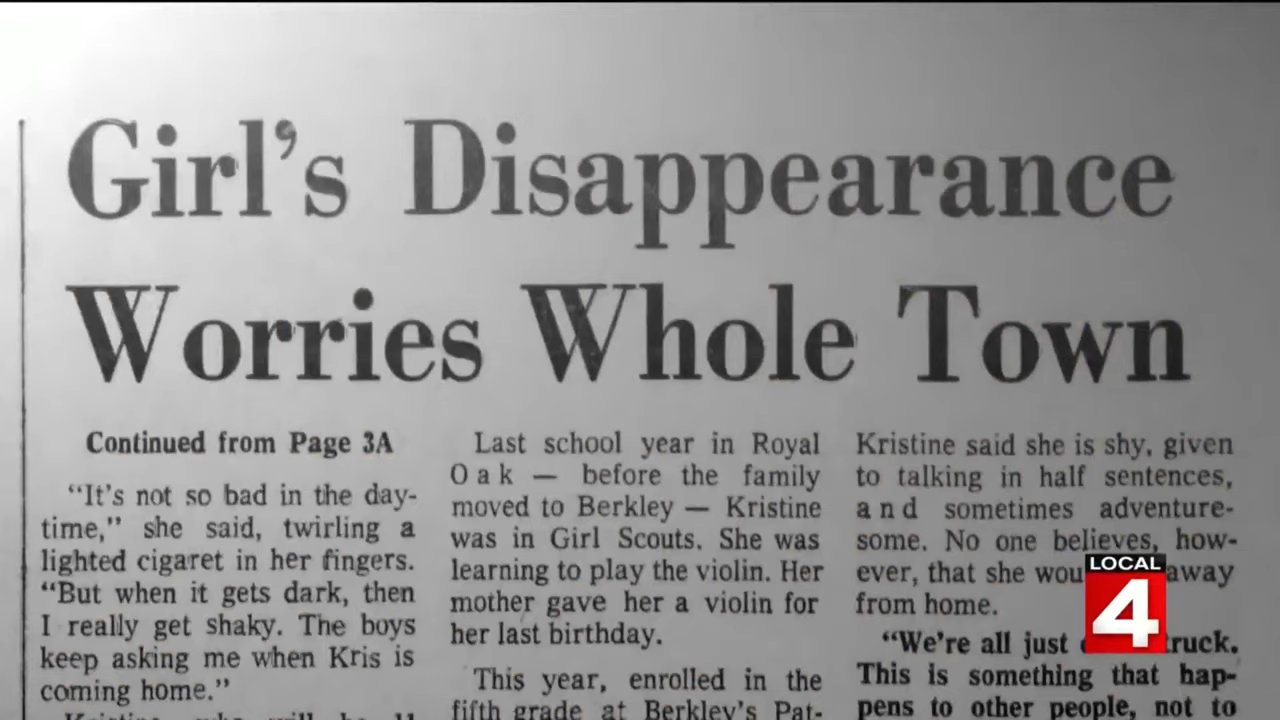 Girl's Disappearance
Worries Whole Town
Continued from Page 3A
"It's not so bad in the day-
time," she said, twirling a
lighted cigaret in her fingers.
"But when it gets dark, then
I really get shaky. The boys
keep asking me when Kris is
coming home."
Last school year in Royal
Oak — before the family
moved to Berkley — Kristine
was in Girl Scouts. She was
learning to play the violin. Her
mother gave her a violin for
her last birthday.
This year, enrolled in the
fifth grade at Berkley's Pat-
Kristine said she is shy, given
to talking in half sentences,
and sometimes adventure-
some. No one believes, how-
ever, that she away
from home.
"We're all just
This is something that hap-
pens to other people, not to
LOCAL
4